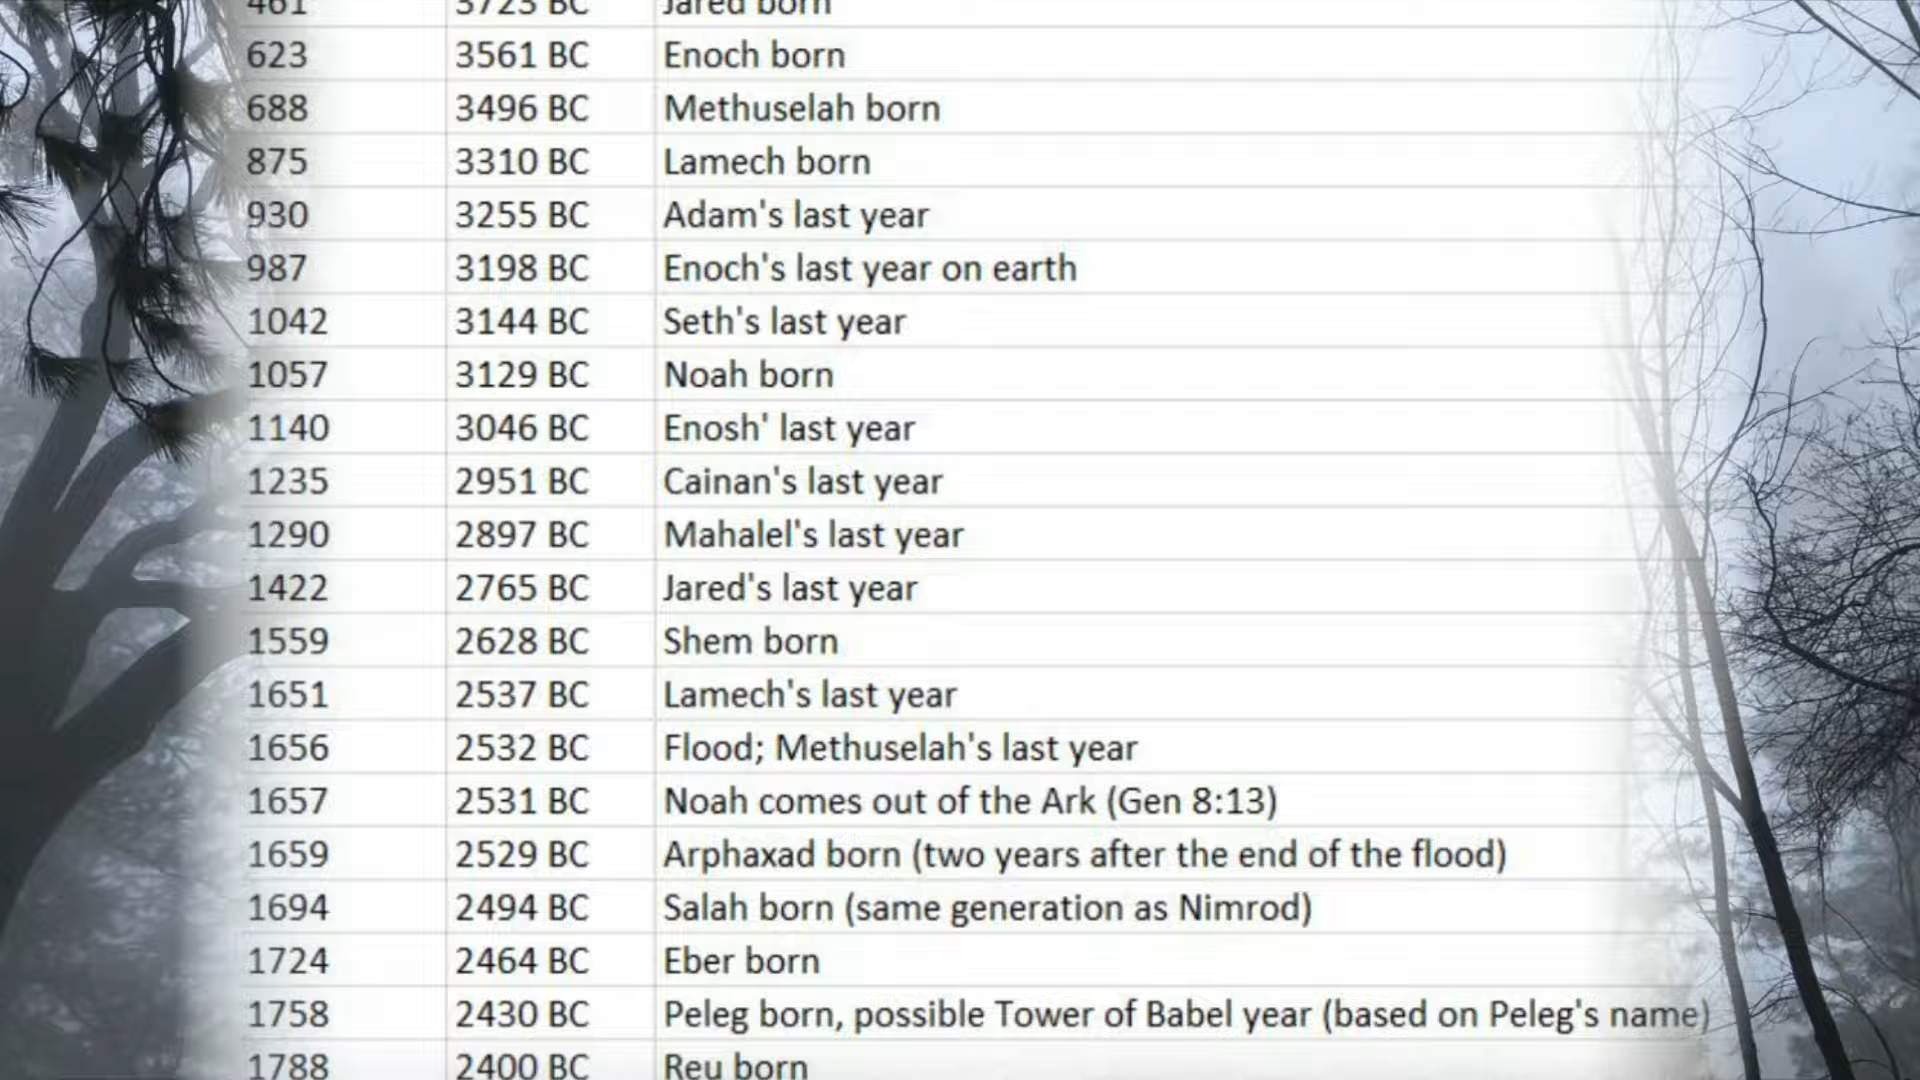 461 3723 BC Jared born
623 3561 BC Enoch born
688 3496 BC Methuselah born
875 3310 BC Lamech born
930 3255 BC Adam's last year
987 3198 BC Enoch's last year on earth
1042 3144 BC Seth's last year
1057 3129 BC Noah born
1140 3046 BC Enosh' last year
1235 2951 BC Cainan's last year
1290 2897 BC Mahalel's last year
1422 2765 BC Jared's last year
1559 2628 BC Shem born
1651 2537 BC Lamech's last year
1656 2532 BC Flood; Methuselah's last year
1657 2531 BC Noah comes out of the Ark (Gen 8:13)
1659 2529 BC Arphaxad born (two years after the end of the flood)
1694 2494 BC Salah born (same generation as Nimrod)
1724 2464 BC Eber born
1758 2430 BC Peleg born, possible Tower of Babel year (based on Peleg's name)
1788 2400 BC Reu born